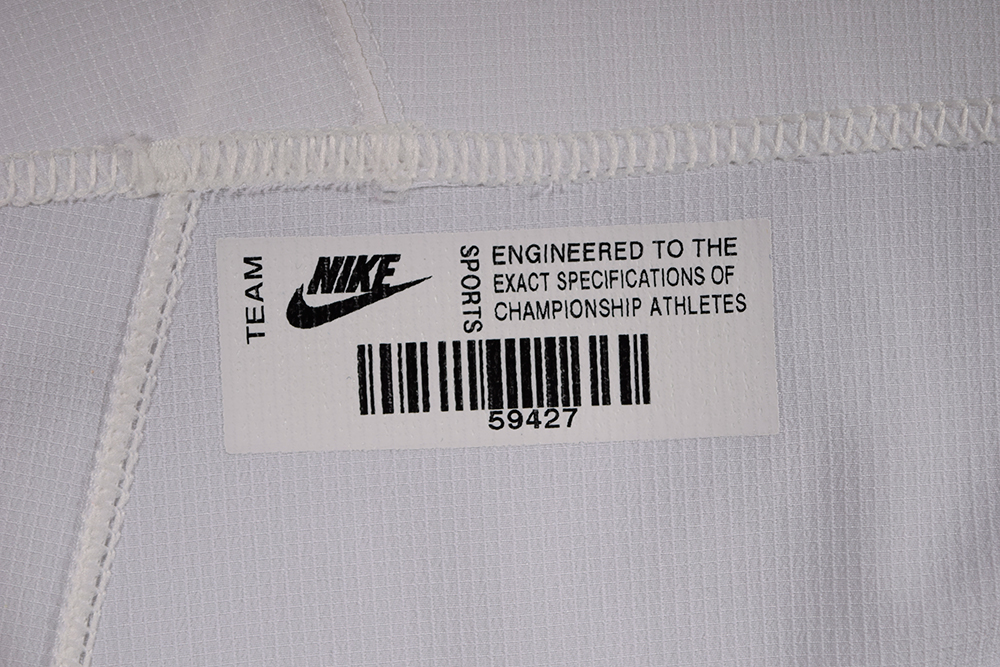 TEAM
NIKE
SPORTS
ENGINEERED TO THE
EXACT SPECIFICATIONS OF
CHAMPIONSHIP ATHLETES
59427